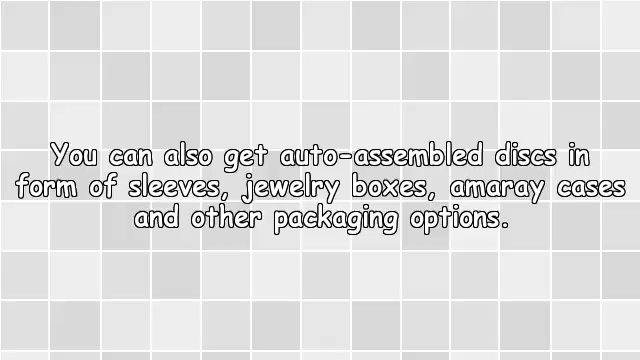 You can also get auto-assembled discs in
form of sleeves, jewelry boxes, amaray cases
and other packaging options.